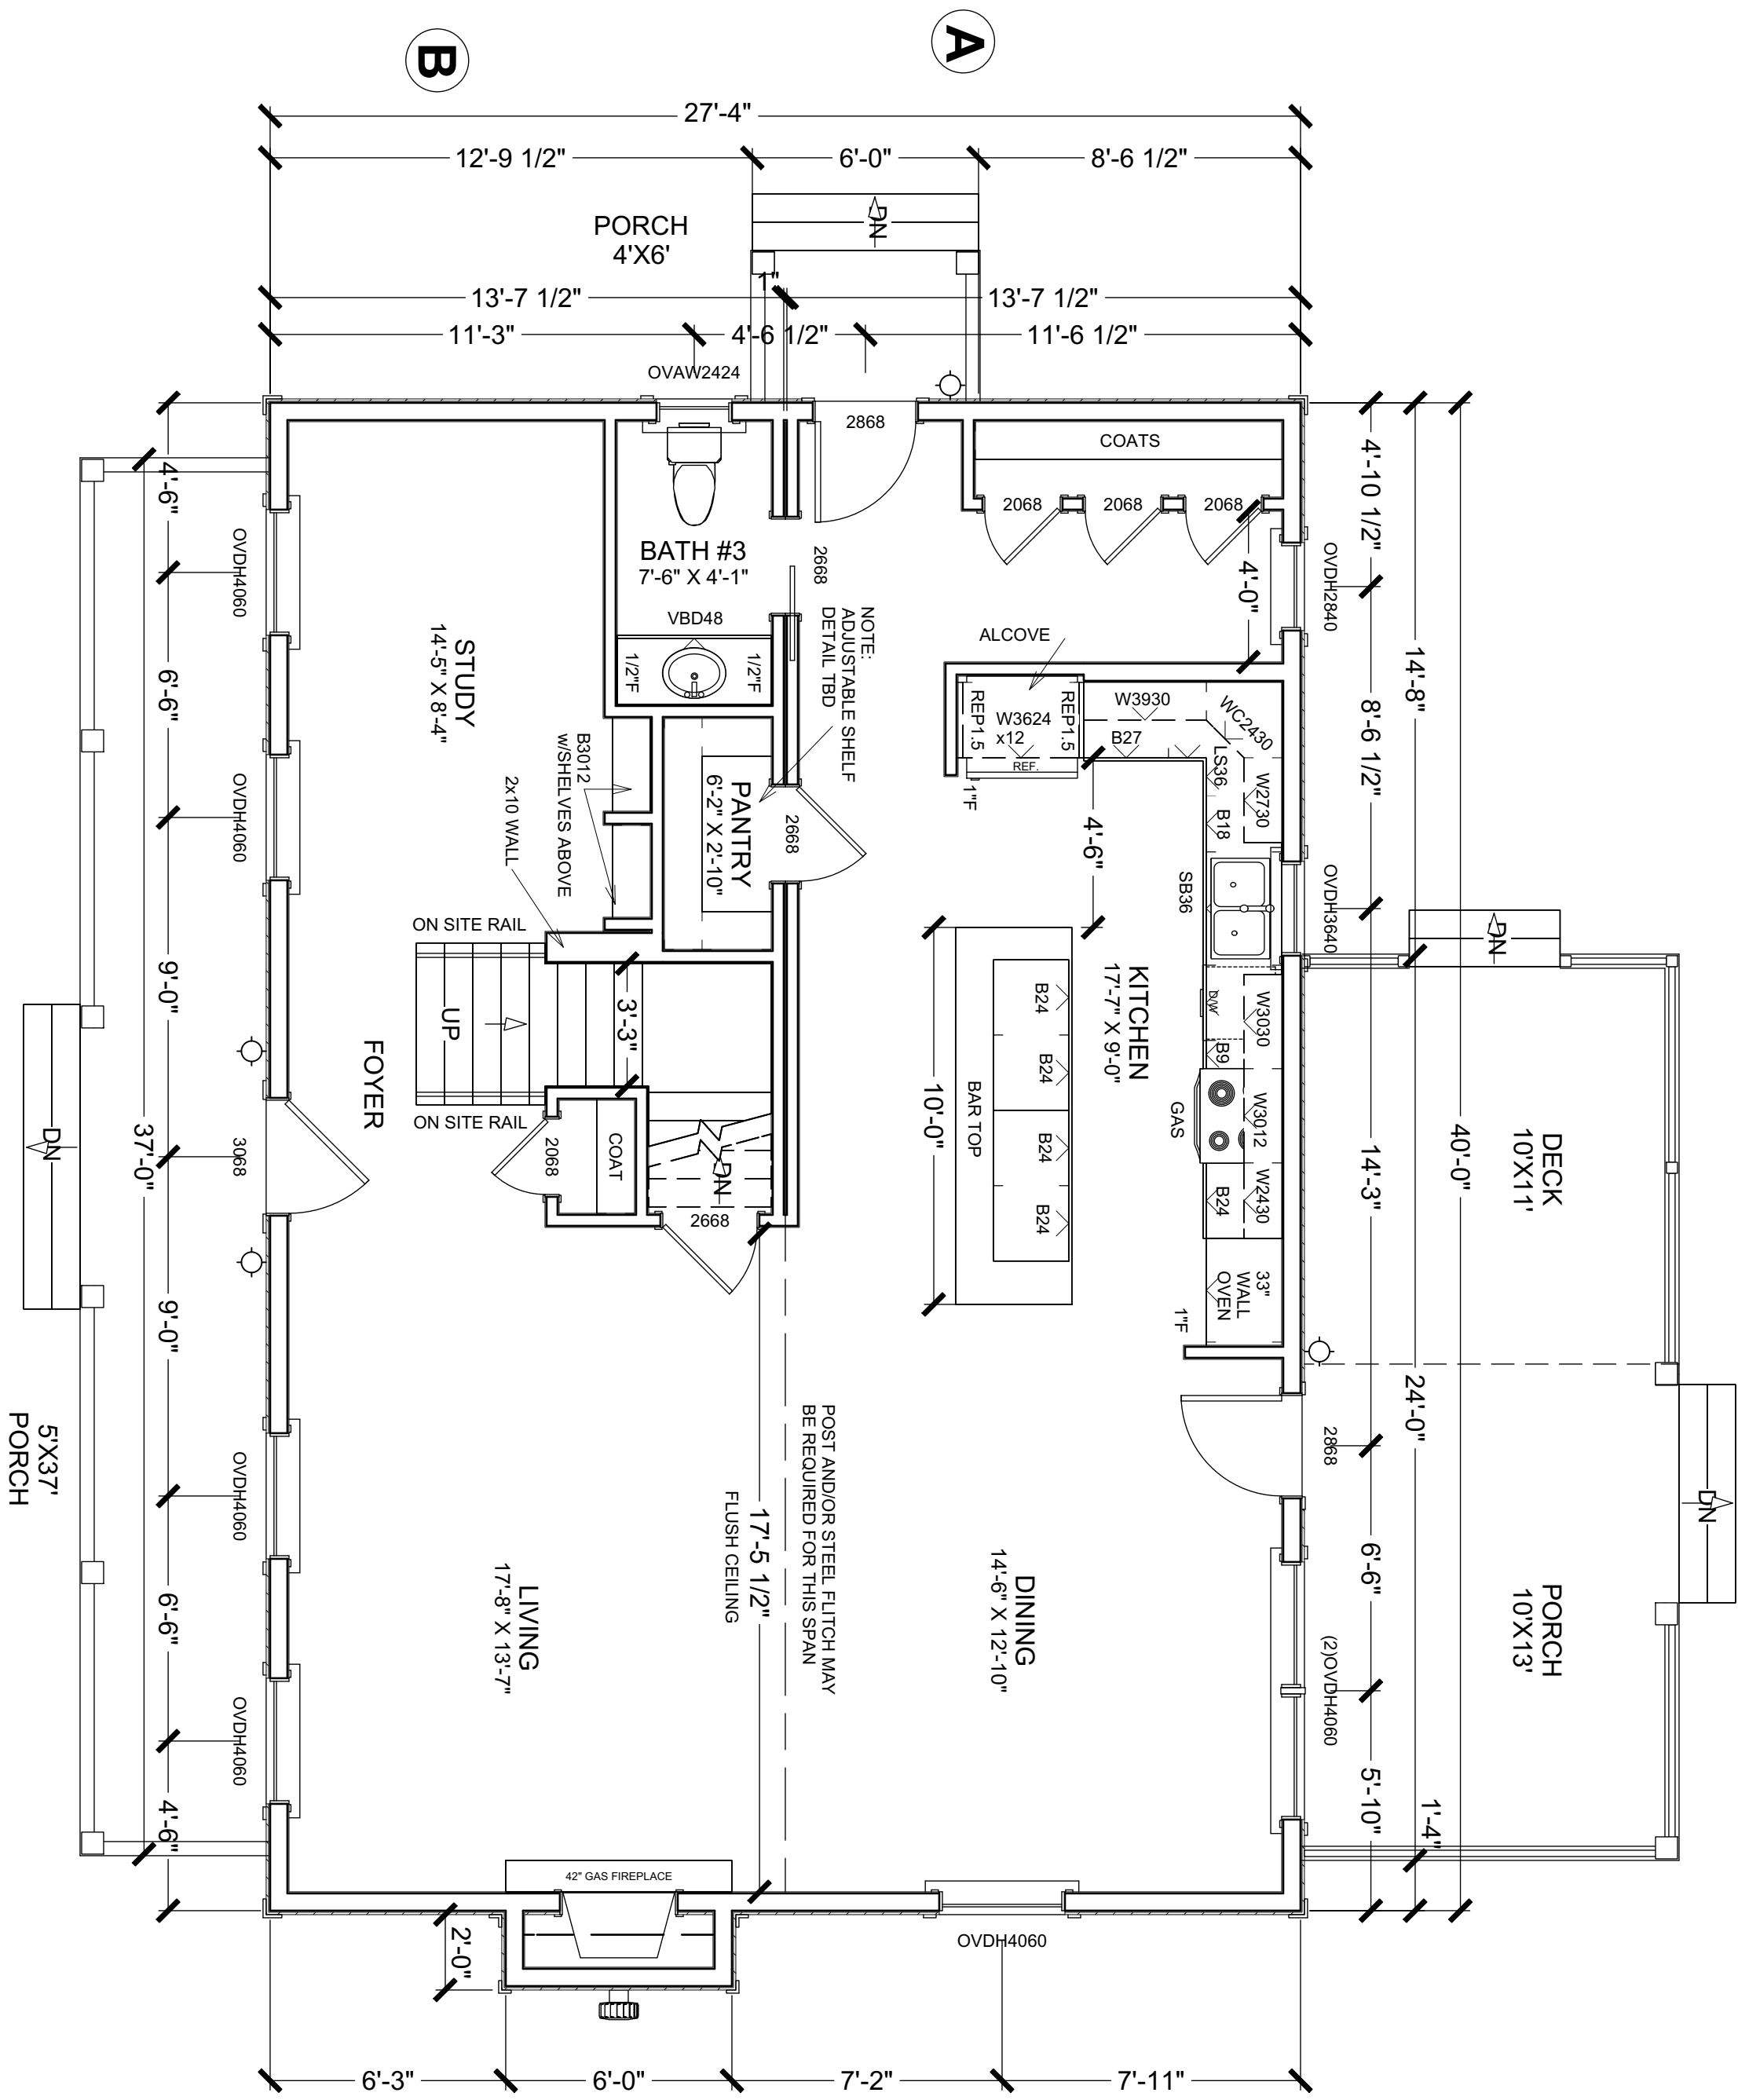 B
A
27'-4"
12'-9 1/2"
6'-0"
8'-6 1/2"
PORCH
4'X6'
DN
1"
13'-7 1/2"
13'-7 1/2"
11'-3"
4'-6 1/2"
11'-6 1/2"
OVAW2424
2868
COATS
2068
2068
2068
4'-0"
BATH #3
7'-6" X 4'-1"
2668
VBD48
1/2"F
1/2"F
NOTE:
ADJUSTABLE SHELF
DETAIL TBD
ALCOVE
REP1.5
W3624
x12
REP1.5
REF.
1"F
W3930
B27
WC2430
LS36
W2730
B18
SB36
4'-6"
STUDY
14'-5" X 8'-4"
B3012
w/SHELVES ABOVE
2x10 WALL
PANTRY
6'-2" X 2'-10"
2668
KITCHEN
17'-7" X 9'-0"
D/W
W3030
B9
GAS
W3012
W2430
B24
33"
WALL
OVEN
1"F
B24
B24
B24
B24
BAR TOP
10'-0"
ON SITE RAIL
UP
3'-3"
ON SITE RAIL
FOYER
2068
COAT
DN
2668
3068
POST AND/OR STEEL FLITCH MAY
BE REQUIRED FOR THIS SPAN
17'-5 1/2"
FLUSH CEILING
LIVING
17'-8" X 13'-7"
DINING
14'-6" X 12'-10"
42" GAS FIREPLACE
2'-0"
OVDH4060
6'-3"
6'-0"
7'-2"
7'-11"
4'-6"
6'-6"
9'-0"
9'-0"
6'-6"
4'-6"
OVDH4060
OVDH4060
OVDH4060
OVDH4060
37'-0"
DN
5'X37'
PORCH
4'-10 1/2"
8'-6 1/2"
14'-3"
6'-6"
5'-10"
OVDH2840
OVDH3640
2868
(2)OVDH4060
14'-8"
24'-0"
1'-4"
40'-0"
DN
DECK
10'X11'
DN
PORCH
10'X13'